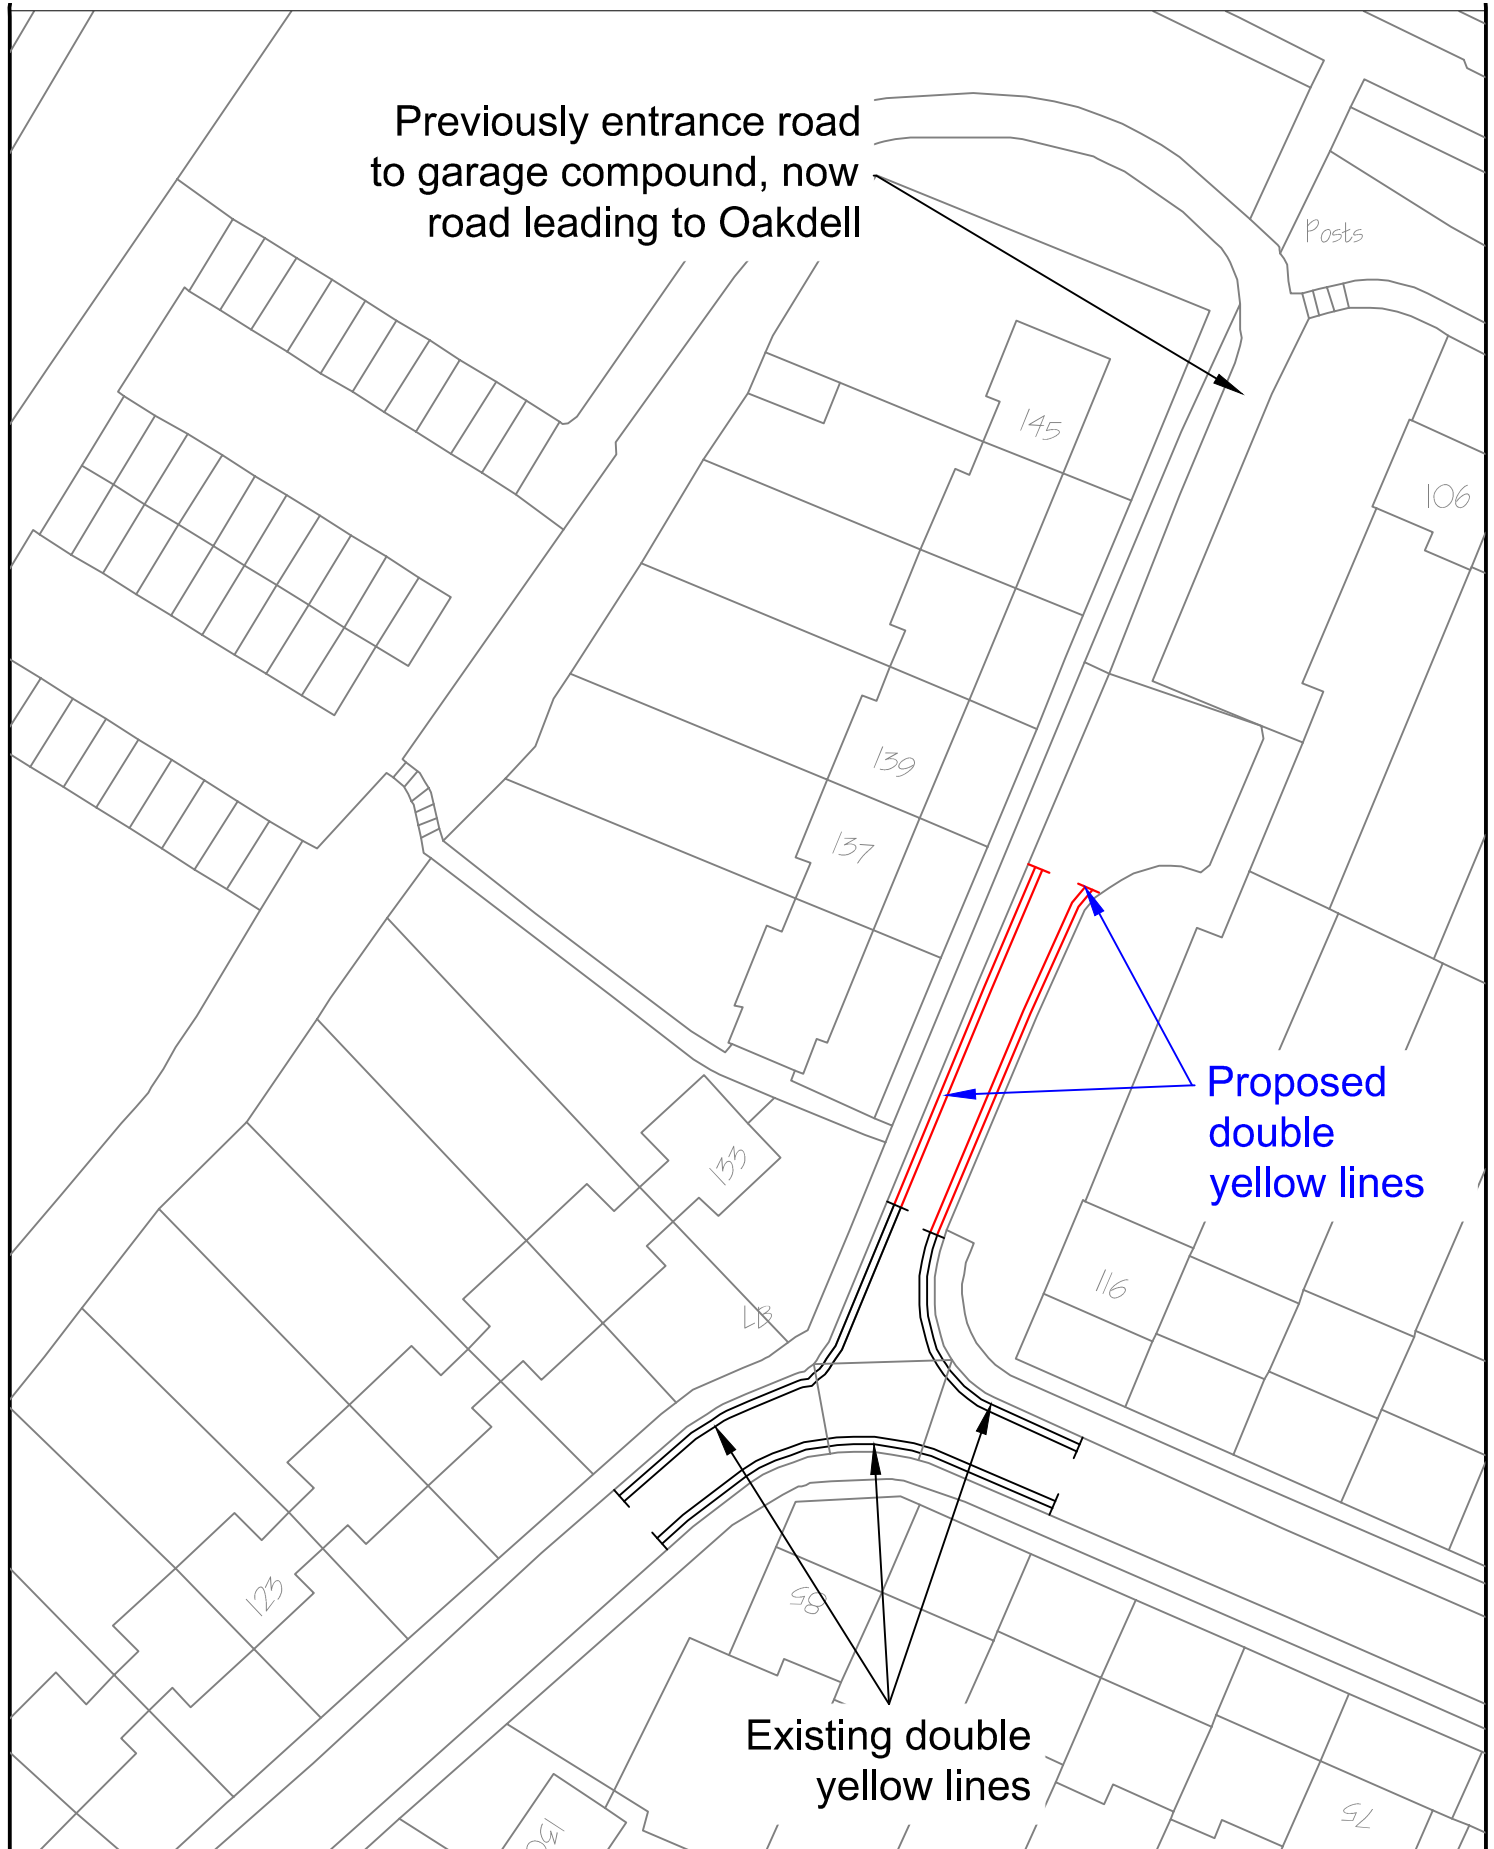 Previously entrance road
to garage compound, now
road leading to Oakdell
Posts
145
106
139
137
Proposed
double
yellow lines
133
116
LB
123
85
Existing double
yellow lines
75
130